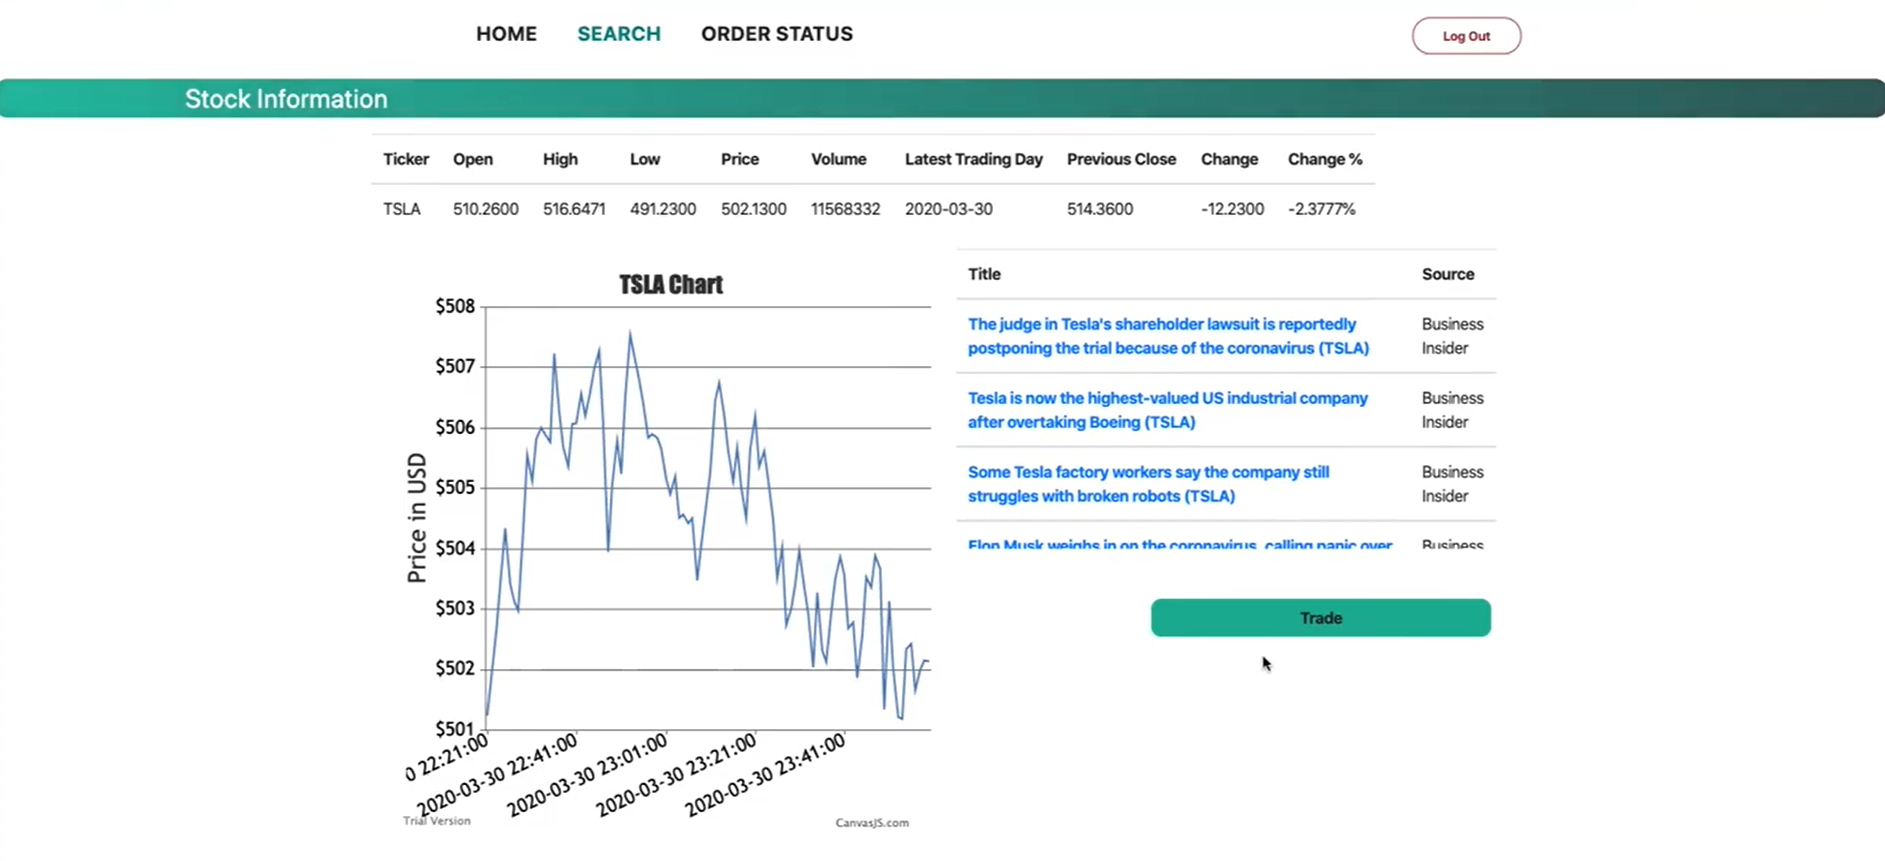 HOME SEARCH ORDER STATUS Log Out
Stock Information
Ticker Open High Low Price Volume Latest Trading Day Previous Close Change Change %
TSLA 510.2600 516.6471 491.2300 502.1300 11568332 2020-03-30 514.3600 -12.2300 -2.3777%
TSLA Chart
$508
$507
$506
$505
$504
$503
$502
$501
Price in USD
0 22:21:00
2020-03-30 22:41:00
2020-03-30 23:01:00
2020-03-30 23:21:00
2020-03-30 23:41:00
Trial Version
CanvasJS.com
Title Source
The judge in Tesla's shareholder lawsuit is reportedly Business
postponing the trial because of the coronavirus (TSLA) Insider
Tesla is now the highest-valued US industrial company Business
after overtaking Boeing (TSLA) Insider
Some Tesla factory workers say the company still Business
struggles with broken robots (TSLA) Insider
Elon Musk weighs in on the coronavirus, calling panic over Business
Trade